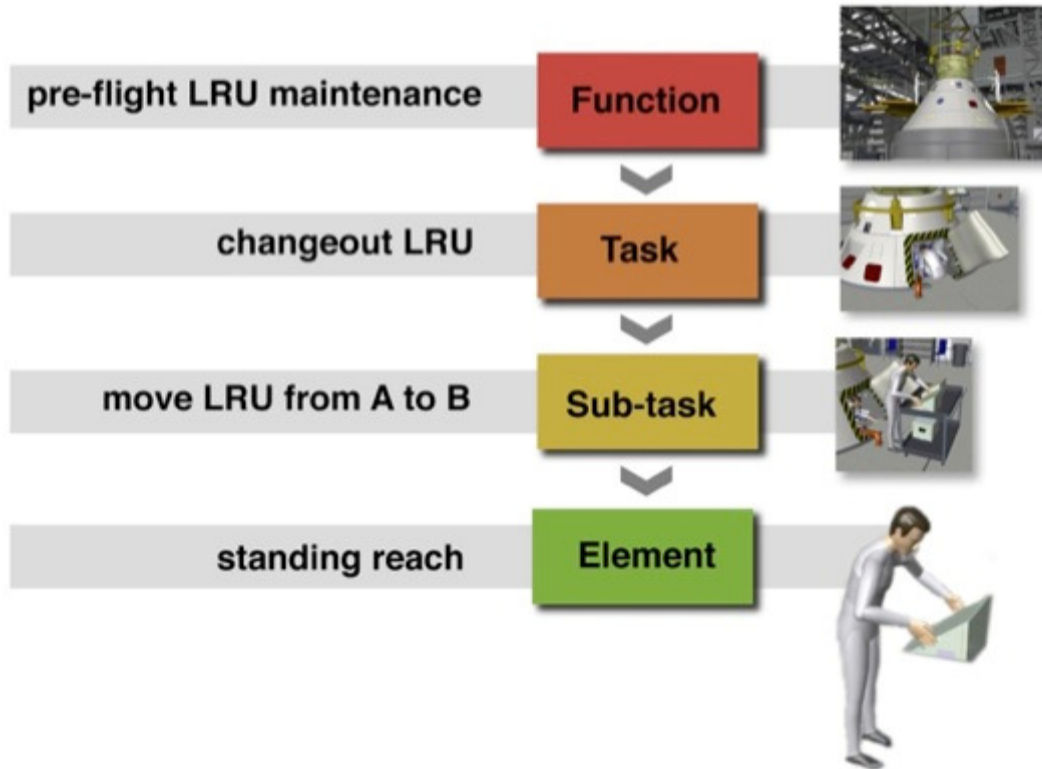 pre-flight LRU maintenance
Function
changeout LRU
Task
move LRU from A to B
Sub-task
standing reach
Element